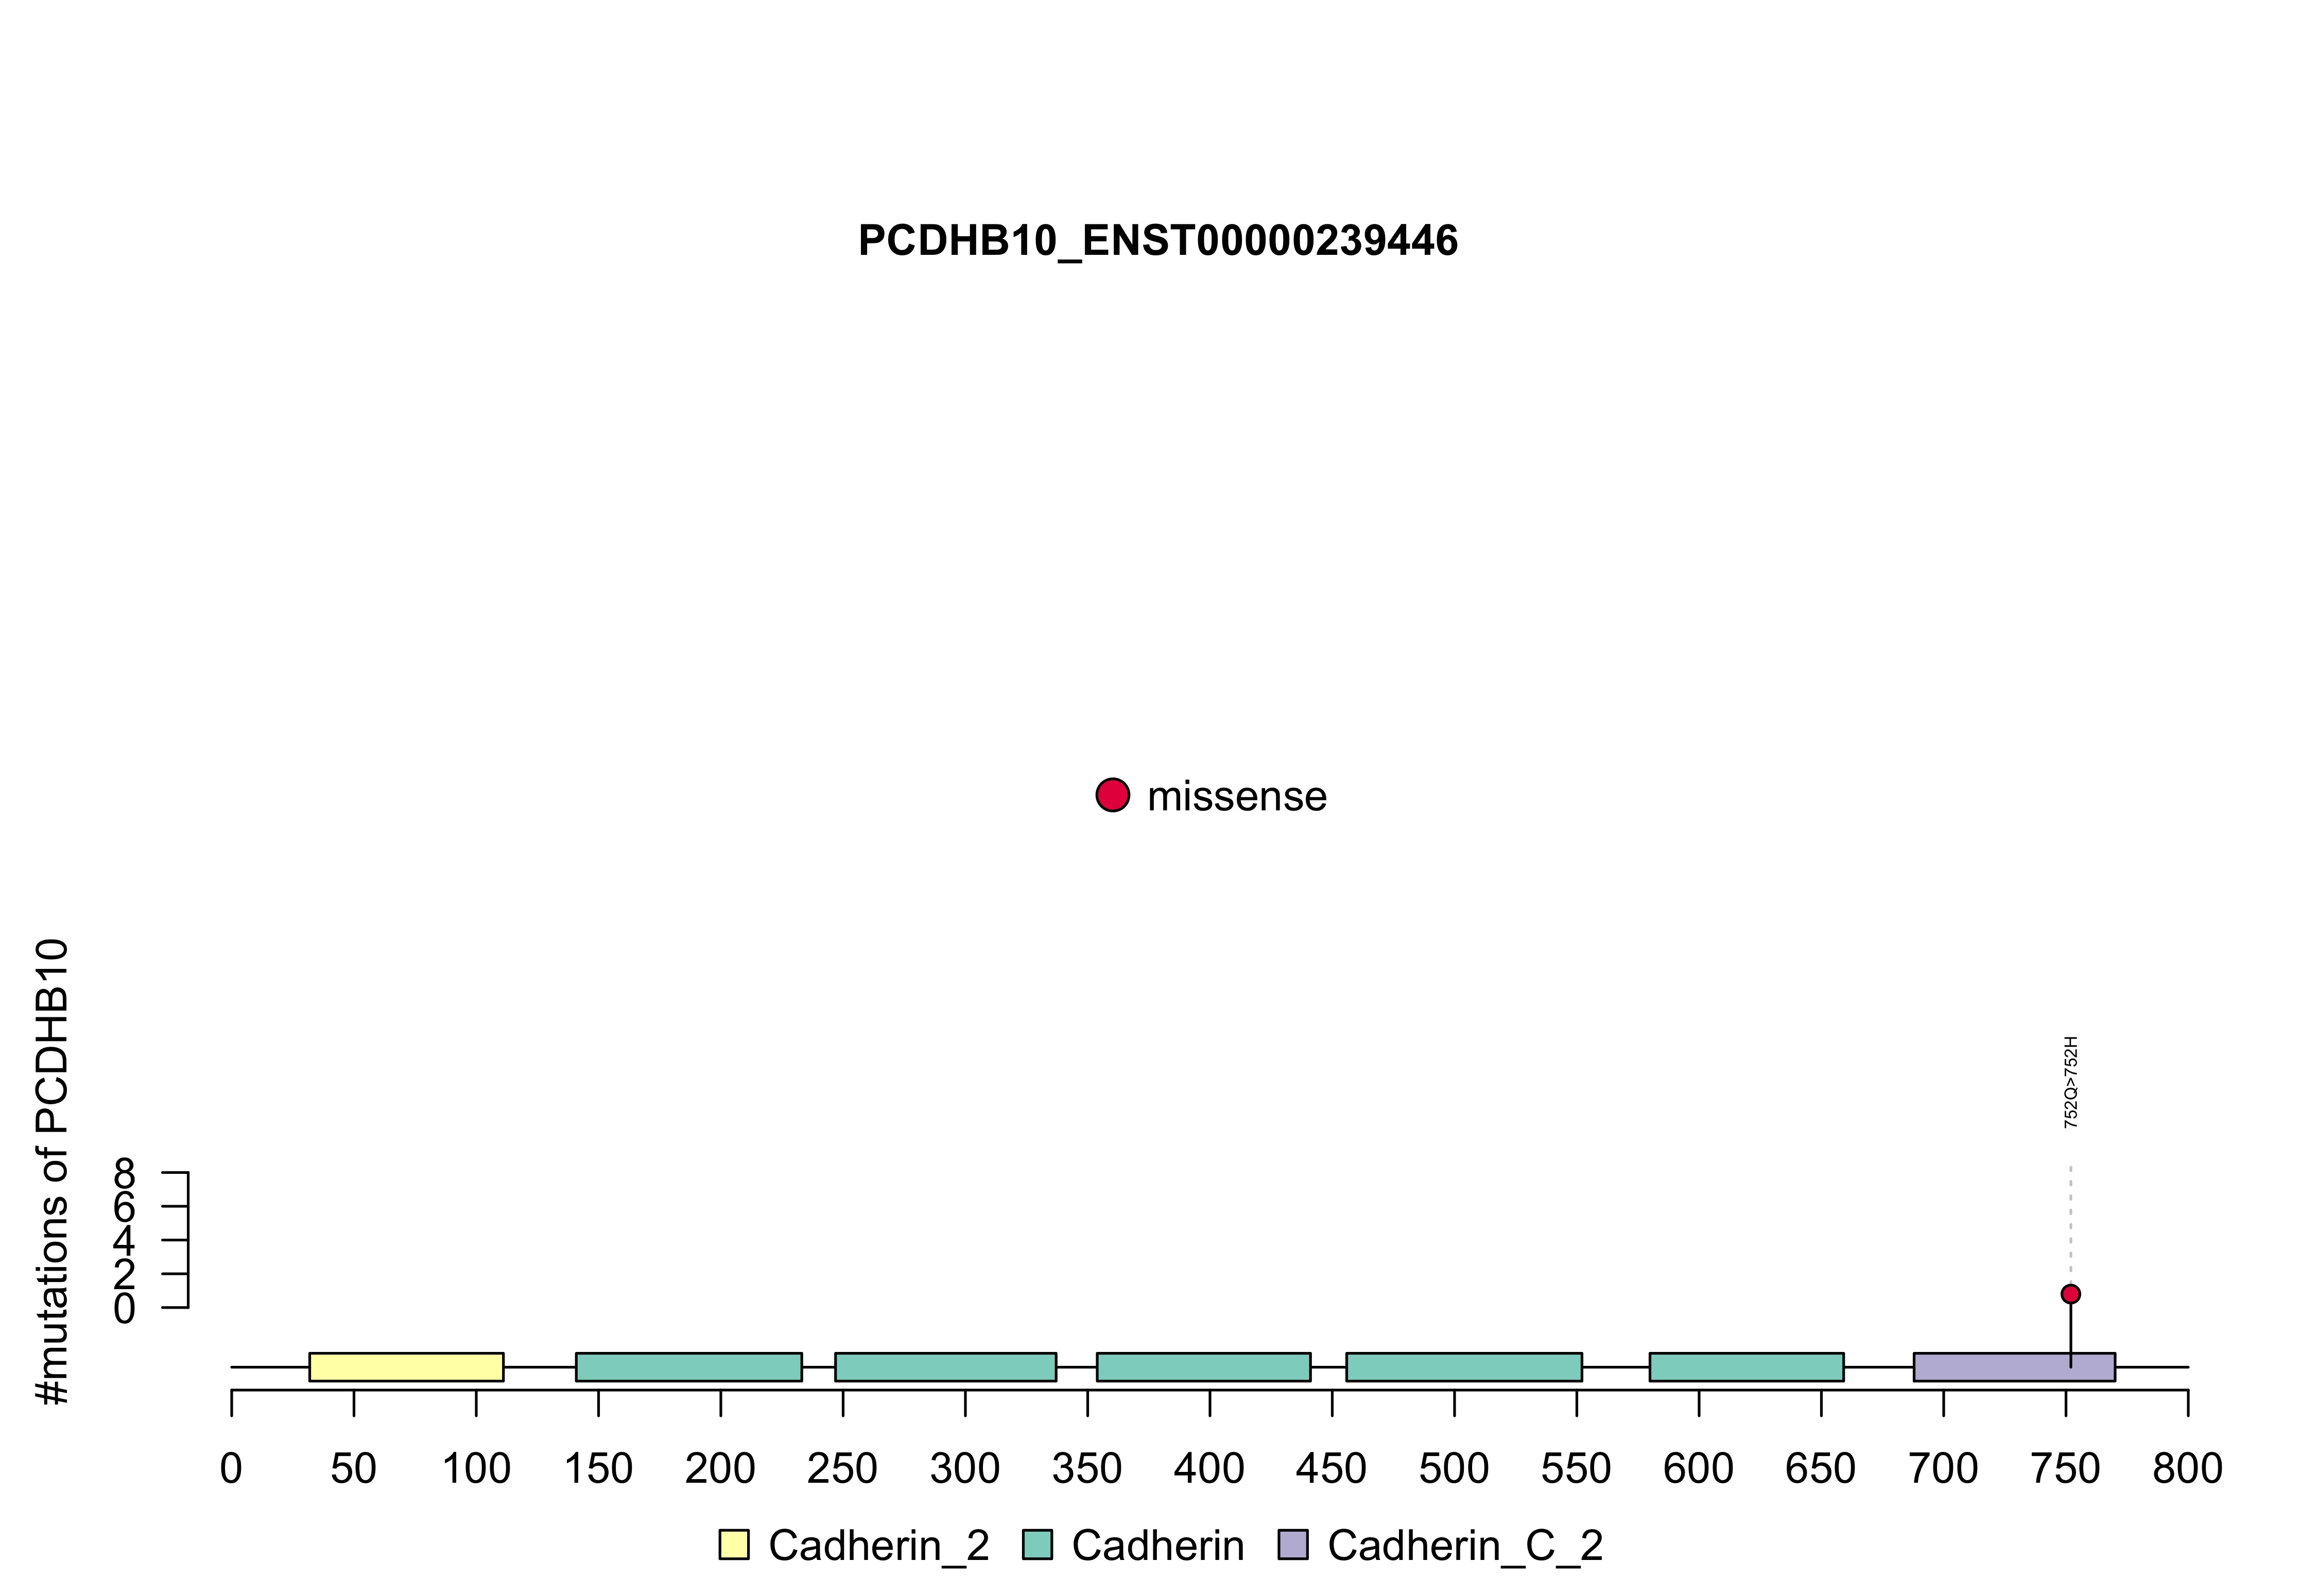 PCDHB10_ENST00000239446
missense
#mutations of PCDHB10
752Q>752H
8
6
4
2
0
0 50 100 150 200 250 300 350 400 450 500 550 600 650 700 750 800
Cadherin_2 Cadherin Cadherin_C_2